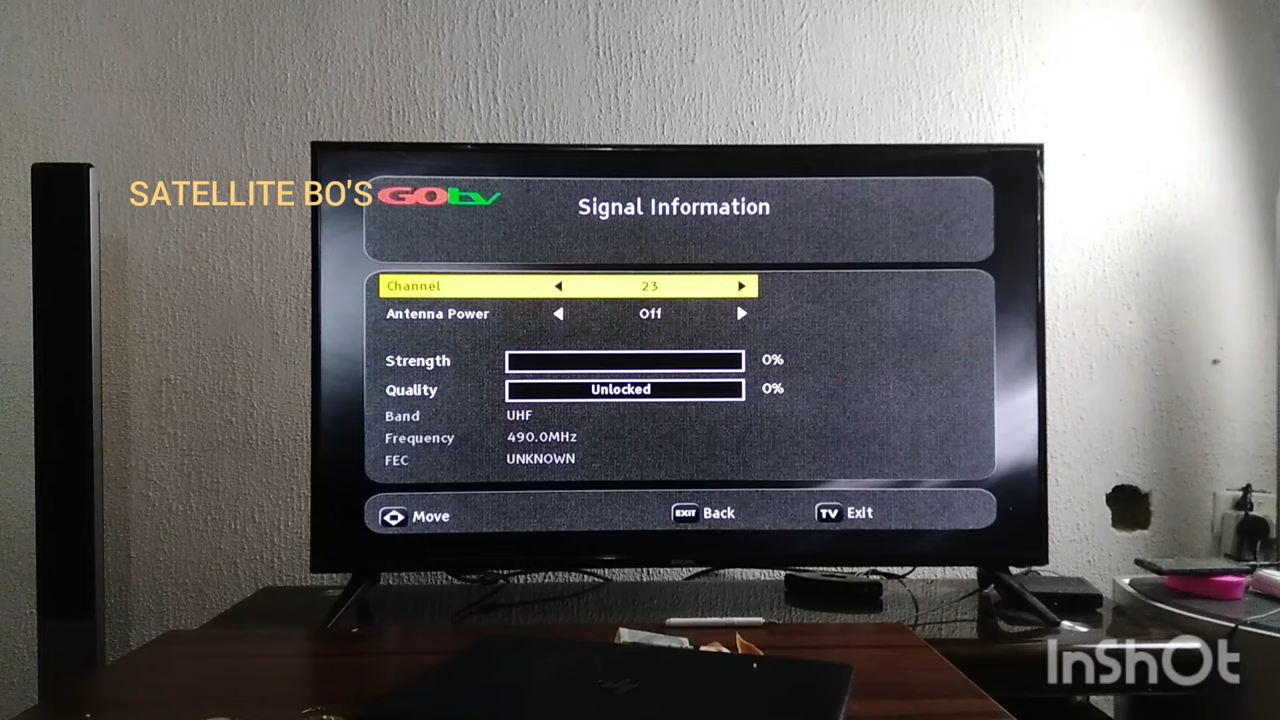 SATELLITE BO'S
GOtv
Signal Information
Channel 23
Antenna Power Off
Strength 0%
Quality Unlocked 0%
Band UHF
Frequency 490.0MHz
FEC UNKNOWN
Move EXIT Back TV Exit
InShOt